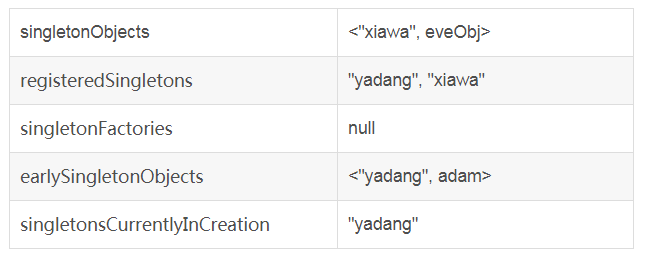 singletonObjects <"xiawa", eveObj>
registeredSingletons "yadang", "xiawa"
singletonFactories null
earlySingletonObjects <"yadang", adam>
singletonsCurrentlyInCreation "yadang"